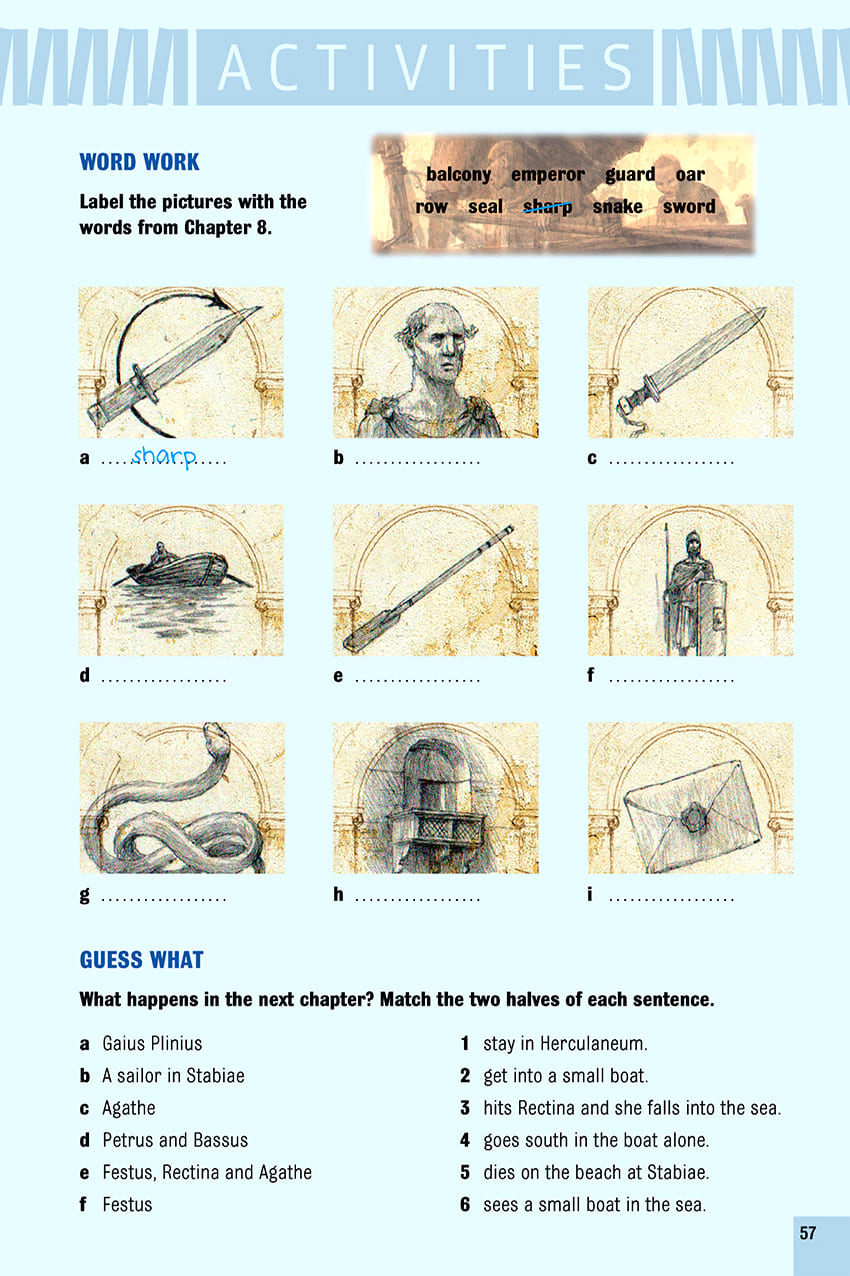 ACTIVITIES
WORD WORK
Label the pictures with the
words from Chapter 8.
balcony emperor guard oar
row seal sharp snake sword
a ..... sharp .....
b ..................
c ..................
d ..................
e ..................
f ..................
g ..................
h ..................
i ..................
GUESS WHAT
What happens in the next chapter? Match the two halves of each sentence.
a Gaius Plinius
b A sailor in Stabiae
c Agathe
d Petrus and Bassus
e Festus, Rectina and Agathe
f Festus
1 stay in Herculaneum.
2 get into a small boat.
3 hits Rectina and she falls into the sea.
4 goes south in the boat alone.
5 dies on the beach at Stabiae.
6 sees a small boat in the sea.
57